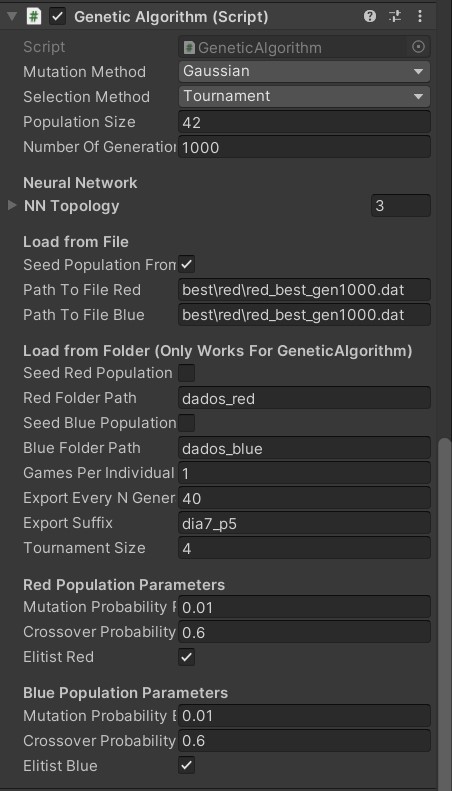 Genetic Algorithm (Script)
Script GeneticAlgorithm
Mutation Method Gaussian
Selection Method Tournament
Population Size 42
Number Of Generation 1000
Neural Network
NN Topology 3
Load from File
Seed Population From
Path To File Red best\red\red_best_gen1000.dat
Path To File Blue best\red\red_best_gen1000.dat
Load from Folder (Only Works For GeneticAlgorithm)
Seed Red Population
Red Folder Path dados_red
Seed Blue Population
Blue Folder Path dados_blue
Games Per Individual 1
Export Every N Gener 40
Export Suffix dia7_p5
Tournament Size 4
Red Population Parameters
Mutation Probability R 0.01
Crossover Probability 0.6
Elitist Red
Blue Population Parameters
Mutation Probability B 0.01
Crossover Probability 0.6
Elitist Blue